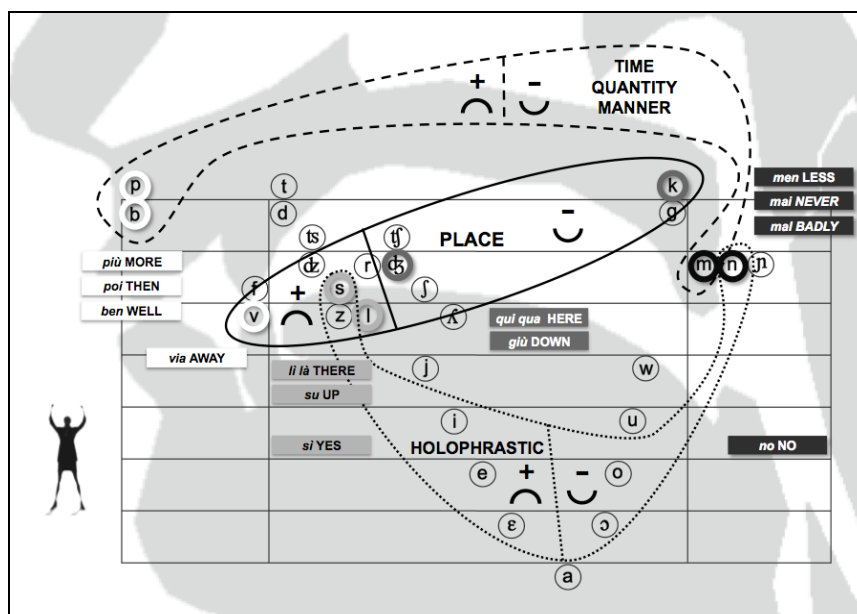 + − TIME
QUANTITY
MANNER
p t k
men LESS
b d g
mai NEVER
mal BADLY
ʦ ʧ PLACE −
più MORE
ʣ r ʤ m n ɲ
poi THEN
f + s ʃ
ben WELL
v z l ʎ qui qua HERE
giù DOWN
via AWAY
lì là THERE j w
su UP
i u
sì YES HOLOPHRASTIC no NO
e + − o
ɛ ɔ
a